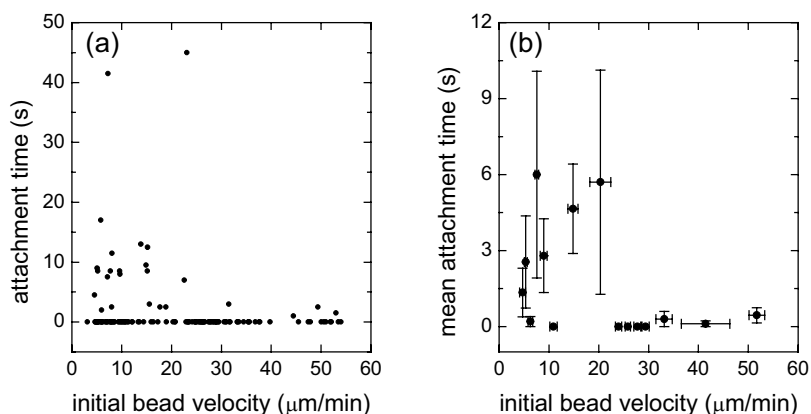 (a)
50
40
30
20
10
0
attachment time (s)
0 10 20 30 40 50 60
initial bead velocity (μm/min)
(b)
12
9
6
3
0
mean attachment time (s)
0 10 20 30 40 50 60
initial bead velocity (μm/min)